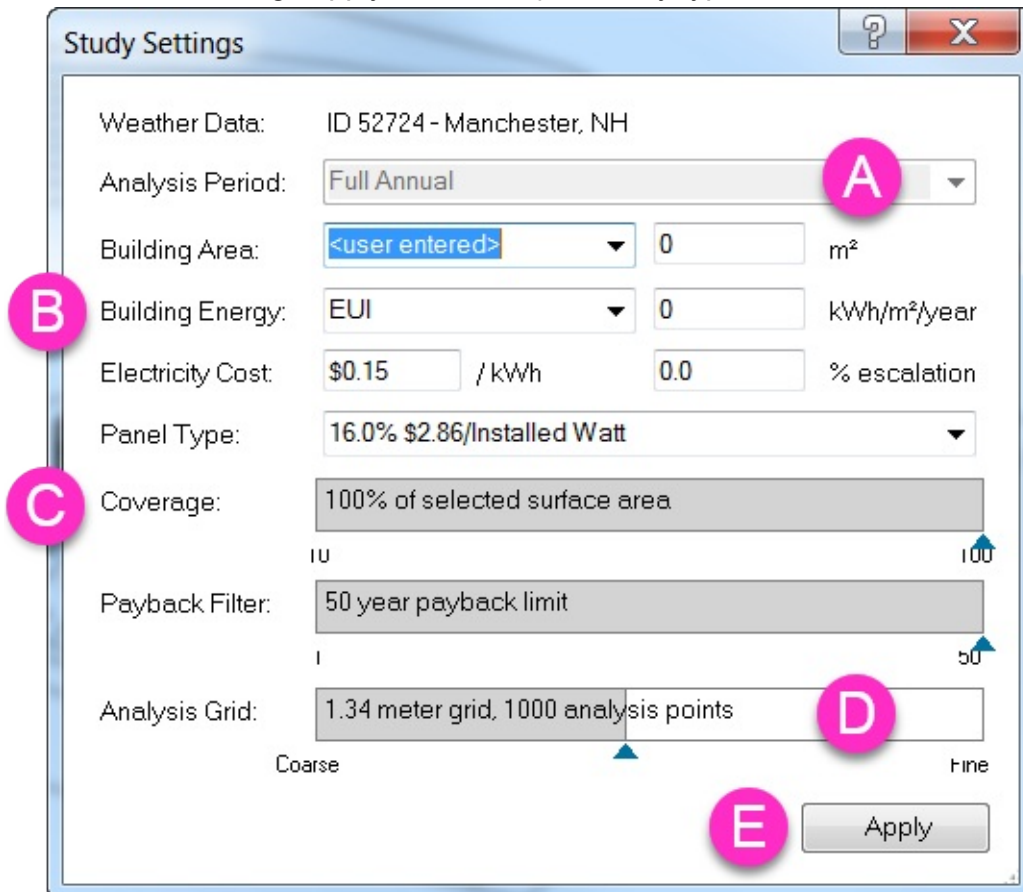 Study Settings
Weather Data: ID 52724 - Manchester, NH
Analysis Period: Full Annual A
Building Area: <user entered> 0 m²
B Building Energy: EUI 0 kWh/m²/year
Electricity Cost: $0.15 / kWh 0.0 % escalation
Panel Type: 16.0% $2.86/Installed Watt
C Coverage: 100% of selected surface area
10 100
Payback Filter: 50 year payback limit
1 50
Analysis Grid: 1.34 meter grid, 1000 analysis points D
Coarse Fine
E Apply